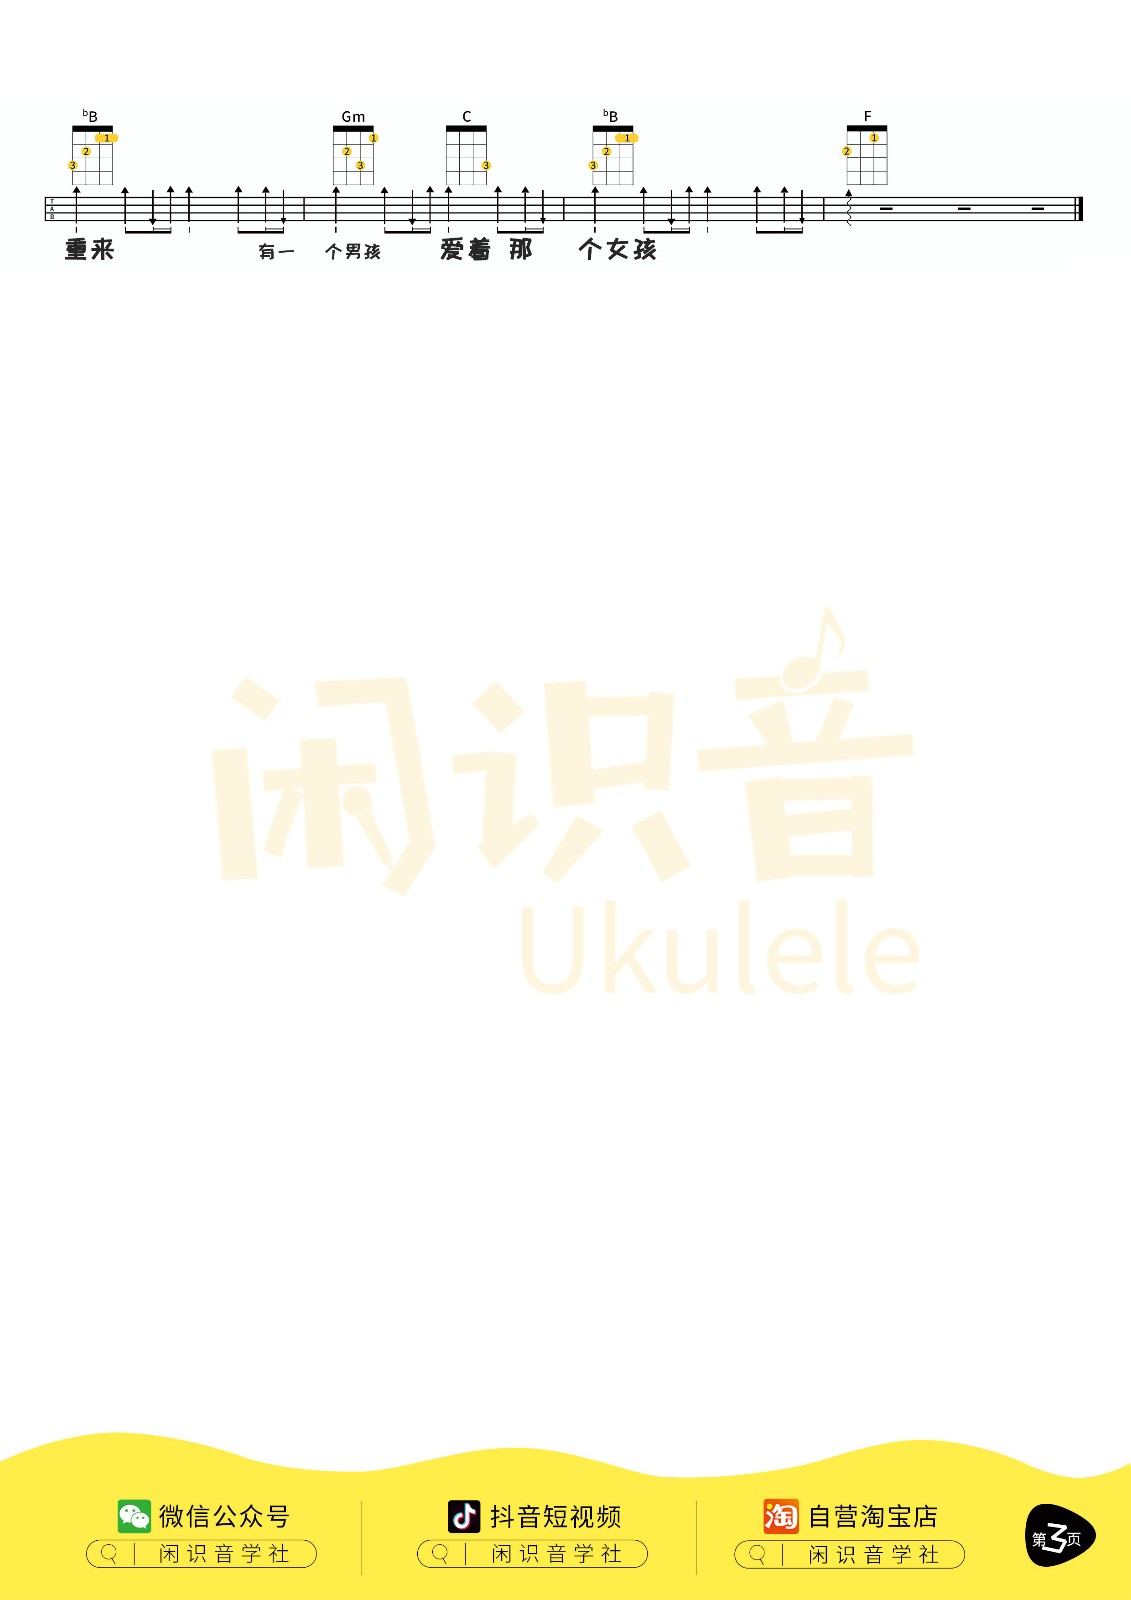 ♭B Gm C ♭B F
1 2 3 1 2 3 3 1 2 3 1 2
TAB
重来 有一 个男孩 爱着 那 个女孩
闲识音
Ukulele
微信公众号 抖音短视频 自营淘宝店
闲识音学社 闲识音学社 闲识音学社
第3页